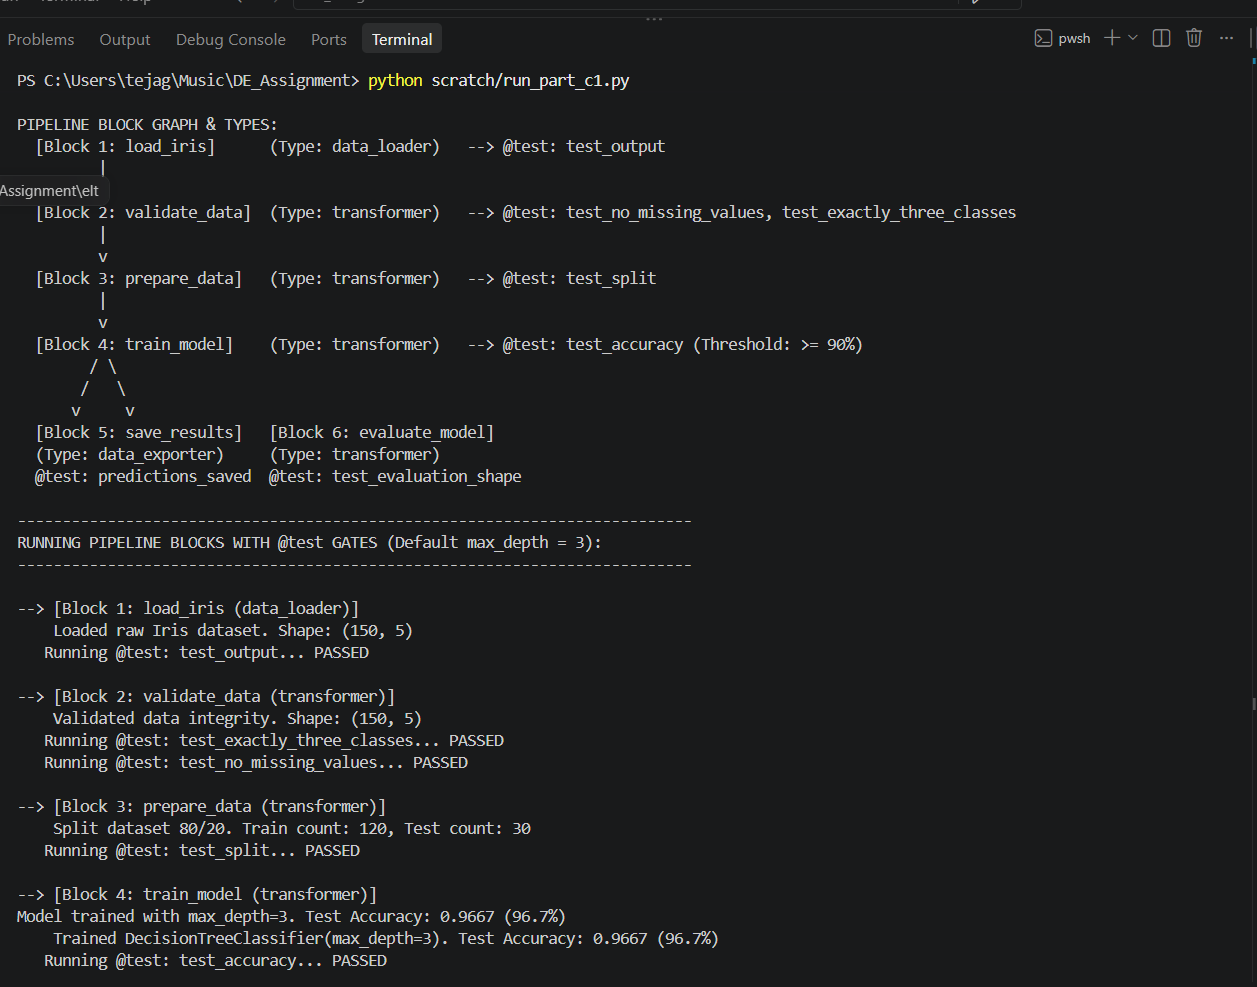 Problems Output Debug Console Ports Terminal pwsh
PS C:\Users\tejag\Music\DE_Assignment> python scratch/run_part_c1.py
PIPELINE BLOCK GRAPH & TYPES:
[Block 1: load_iris] (Type: data_loader) --> @test: test_output
|
Assignment\elt
[Block 2: validate_data] (Type: transformer) --> @test: test_no_missing_values, test_exactly_three_classes
|
v
[Block 3: prepare_data] (Type: transformer) --> @test: test_split
|
v
[Block 4: train_model] (Type: transformer) --> @test: test_accuracy (Threshold: >= 90%)
/ \
/ \
v v
[Block 5: save_results] [Block 6: evaluate_model]
(Type: data_exporter) (Type: transformer)
@test: predictions_saved @test: test_evaluation_shape
---------------------------------------------------------------------------
RUNNING PIPELINE BLOCKS WITH @test GATES (Default max_depth = 3):
---------------------------------------------------------------------------
--> [Block 1: load_iris (data_loader)]
Loaded raw Iris dataset. Shape: (150, 5)
Running @test: test_output... PASSED
--> [Block 2: validate_data (transformer)]
Validated data integrity. Shape: (150, 5)
Running @test: test_exactly_three_classes... PASSED
Running @test: test_no_missing_values... PASSED
--> [Block 3: prepare_data (transformer)]
Split dataset 80/20. Train count: 120, Test count: 30
Running @test: test_split... PASSED
--> [Block 4: train_model (transformer)]
Model trained with max_depth=3. Test Accuracy: 0.9667 (96.7%)
Trained DecisionTreeClassifier(max_depth=3). Test Accuracy: 0.9667 (96.7%)
Running @test: test_accuracy... PASSED